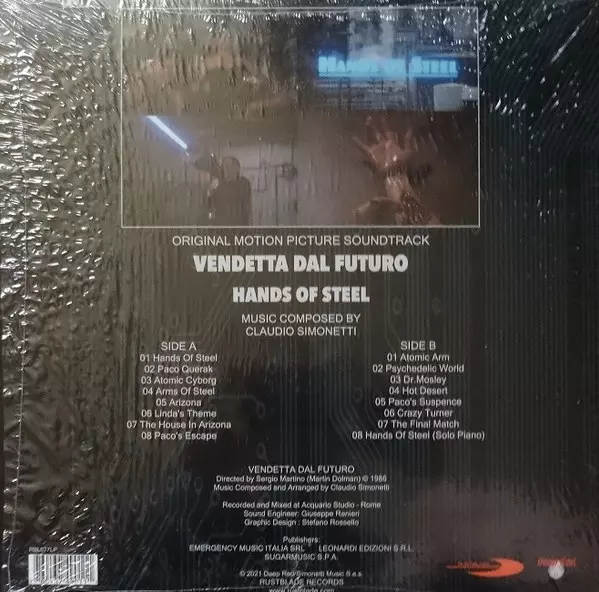 HANDS OF STEEL
ORIGINAL MOTION PICTURE SOUNDTRACK
VENDETTA DAL FUTURO
HANDS OF STEEL
MUSIC COMPOSED BY
CLAUDIO SIMONETTI
SIDE A
01 Hands Of Steel
02 Paco Querak
03 Atomic Cyborg
04 Arms Of Steel
05 Arizona
06 Linda's Theme
07 The House In Arizona
08 Paco's Escape
SIDE B
01 Atomic Arm
02 Psychedelic World
03 Dr.Mosley
04 Hot Desert
05 Paco's Suspence
06 Crazy Turner
07 The Final Match
08 Hands Of Steel (Solo Piano)
VENDETTA DAL FUTURO
Directed by Sergio Martino (Martin Dolman) © 1986
Music Composed and Arranged by Claudio Simonetti
Recorded and Mixed at Acquario Studio - Rome
Sound Engineer: Giuseppe Ranieri
Graphic Design : Stefano Rossello
Publishers:
EMERGENCY MUSIC ITALIA SRL LEONARDI EDIZIONI S.R.L.
SUGARMUSIC S.P.A.
© 2021 Deep Red/Simonetti Music S.a.s
RUSTBLADE RECORDS
www.rustblade.com